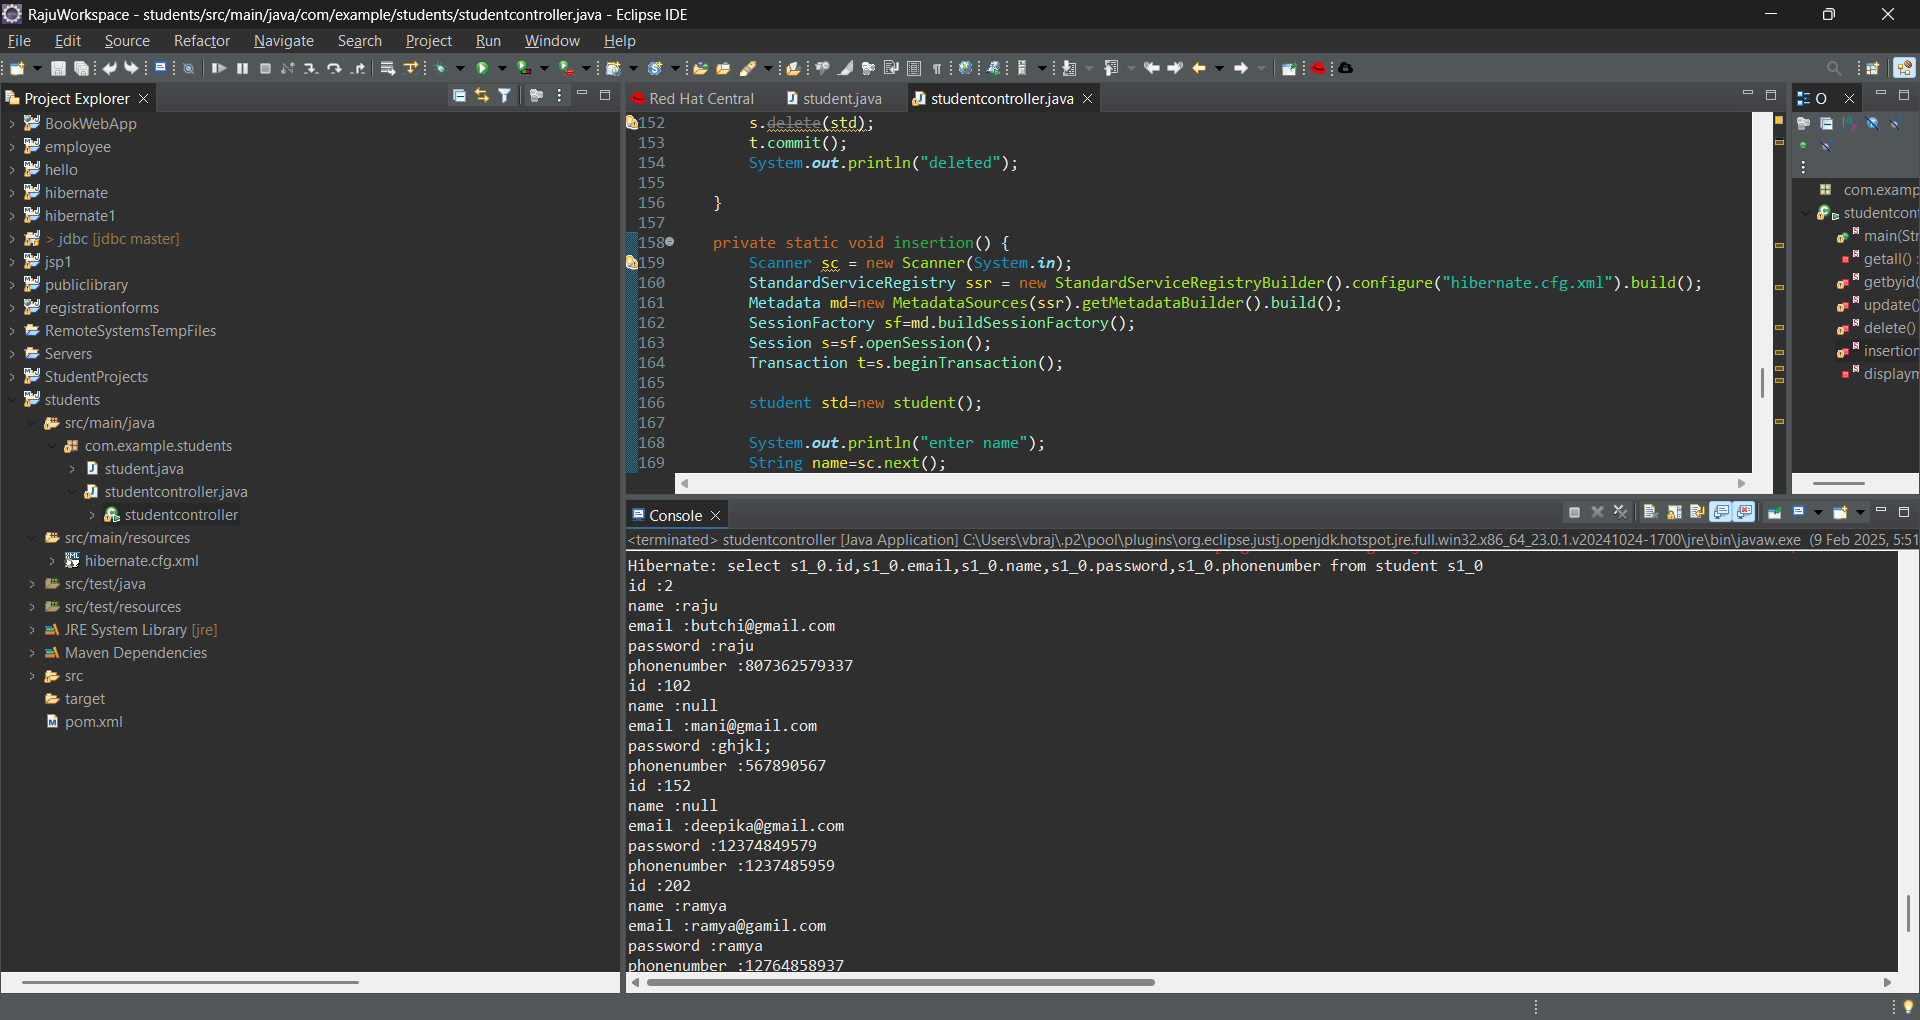 RajuWorkspace - students/src/main/java/com/example/students/studentcontroller.java - Eclipse IDE
File Edit Source Refactor Navigate Search Project Run Window Help
Project Explorer
BookWebApp
employee
hello
hibernate
hibernate1
> jdbc [jdbc master]
jsp1
publiclibrary
registrationforms
RemoteSystemsTempFiles
Servers
StudentProjects
students
src/main/java
com.example.students
student.java
studentcontroller.java
studentcontroller
src/main/resources
hibernate.cfg.xml
src/test/java
src/test/resources
JRE System Library [jre]
Maven Dependencies
src
target
pom.xml
Red Hat Central student.java studentcontroller.java
152 s.delete(std);
153 t.commit();
154 System.out.println("deleted");
155
156 }
157
158 private static void insertion() {
159 Scanner sc = new Scanner(System.in);
160 StandardServiceRegistry ssr = new StandardServiceRegistryBuilder().configure("hibernate.cfg.xml").build();
161 Metadata md=new MetadataSources(ssr).getMetadataBuilder().build();
162 SessionFactory sf=md.buildSessionFactory();
163 Session s=sf.openSession();
164 Transaction t=s.beginTransaction();
165
166 student std=new student();
167
168 System.out.println("enter name");
169 String name=sc.next();
O
com.examp
studentcon
main(Str
getall() :
getbyid(
update()
delete()
insertion
displaym
Console
<terminated> studentcontroller [Java Application] C:\Users\vbraj\.p2\pool\plugins\org.eclipse.justj.openjdk.hotspot.jre.full.win32.x86_64_23.0.1.v20241024-1700\jre\bin\javaw.exe (9 Feb 2025, 5:51
Hibernate: select s1_0.id,s1_0.email,s1_0.name,s1_0.password,s1_0.phonenumber from student s1_0
id :2
name :raju
email :butchi@gmail.com
password :raju
phonenumber :807362579337
id :102
name :null
email :mani@gmail.com
password :ghjkl;
phonenumber :567890567
id :152
name :null
email :deepika@gmail.com
password :12374849579
phonenumber :1237485959
id :202
name :ramya
email :ramya@gamil.com
password :ramya
phonenumber :12764858937